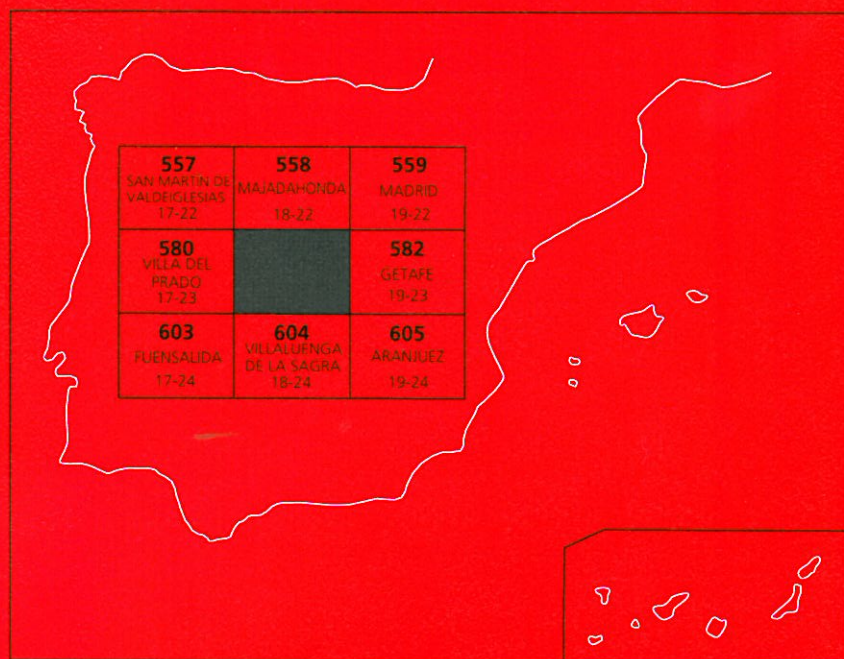 557
SAN MARTIN DE
VALDEIGLESIAS
17-22
558
MAJADAHONDA
18-22
559
MADRID
19-22
580
VILLA DEL
PRADO
17-23
582
GETAFE
19-23
603
FUENSALIDA
17-24
604
VILLALUENGA
DE LA SAGRA
18-24
605
ARANJUEZ
19-24